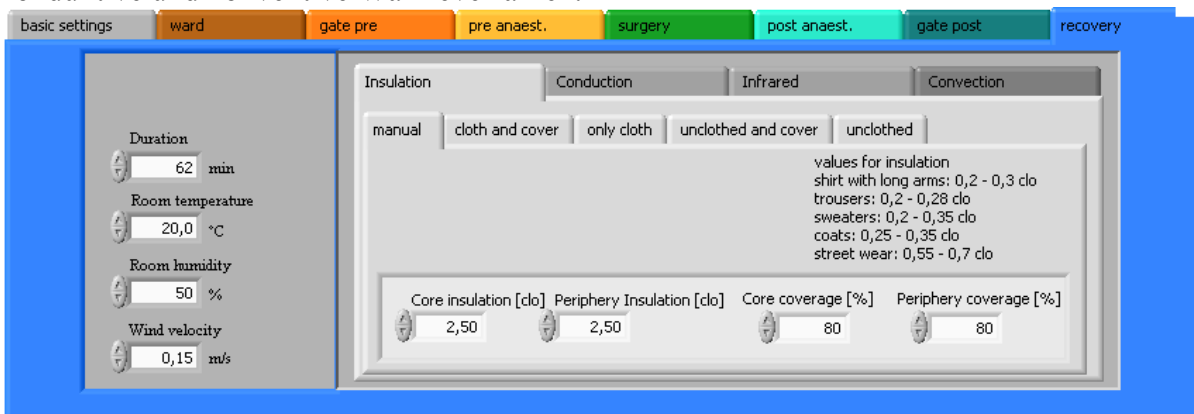 basic settings
ward
gate pre
pre anaest.
surgery
post anaest.
gate post
recovery
Duration
62 min
Room temperature
20,0 °C
Room humidity
50 %
Wind velocity
0,15 m/s
Insulation
Conduction
Infrared
Convection
manual
cloth and cover
only cloth
unclothed and cover
unclothed
values for insulation
shirt with long arms: 0,2 - 0,3 clo
trousers: 0,2 - 0,28 clo
sweaters: 0,2 - 0,35 clo
coats: 0,25 - 0,35 clo
street wear: 0,55 - 0,7 clo
Core insulation [clo]
2,50
Periphery Insulation [clo]
2,50
Core coverage [%]
80
Periphery coverage [%]
80